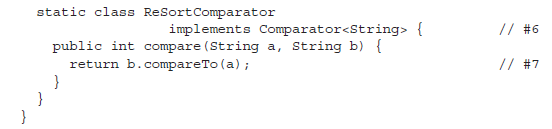 static class ReSortComparator
implements Comparator<String> { // #6
public int compare(String a, String b) {
return b.compareTo(a); // #7
}
}
}